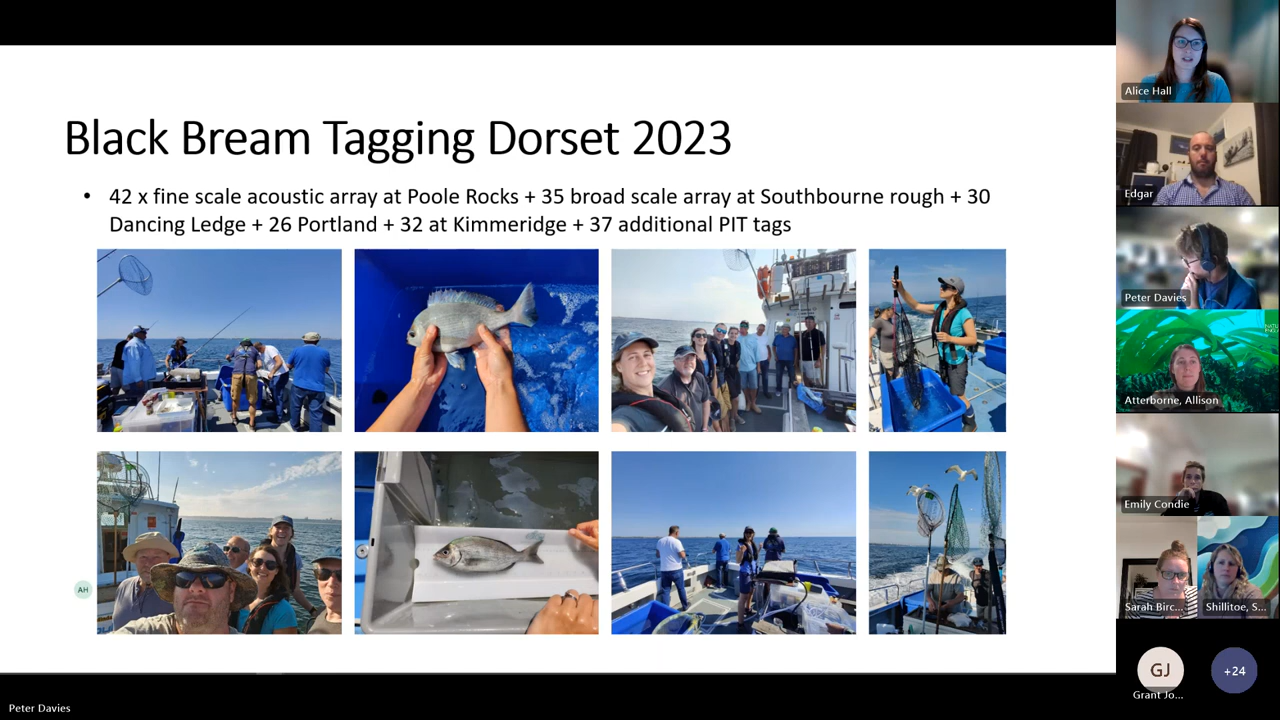 Black Bream Tagging Dorset 2023
• 42 x fine scale acoustic array at Poole Rocks + 35 broad scale array at Southbourne rough + 30
Dancing Ledge + 26 Portland + 32 at Kimmeridge + 37 additional PIT tags
AH
Peter Davies
Alice Hall
Edgar
Peter Davies
Atterborne, Allison
Emily Condie
Sarah Birc...
Shillitoe, S...
GJ
Grant Jo...
+24